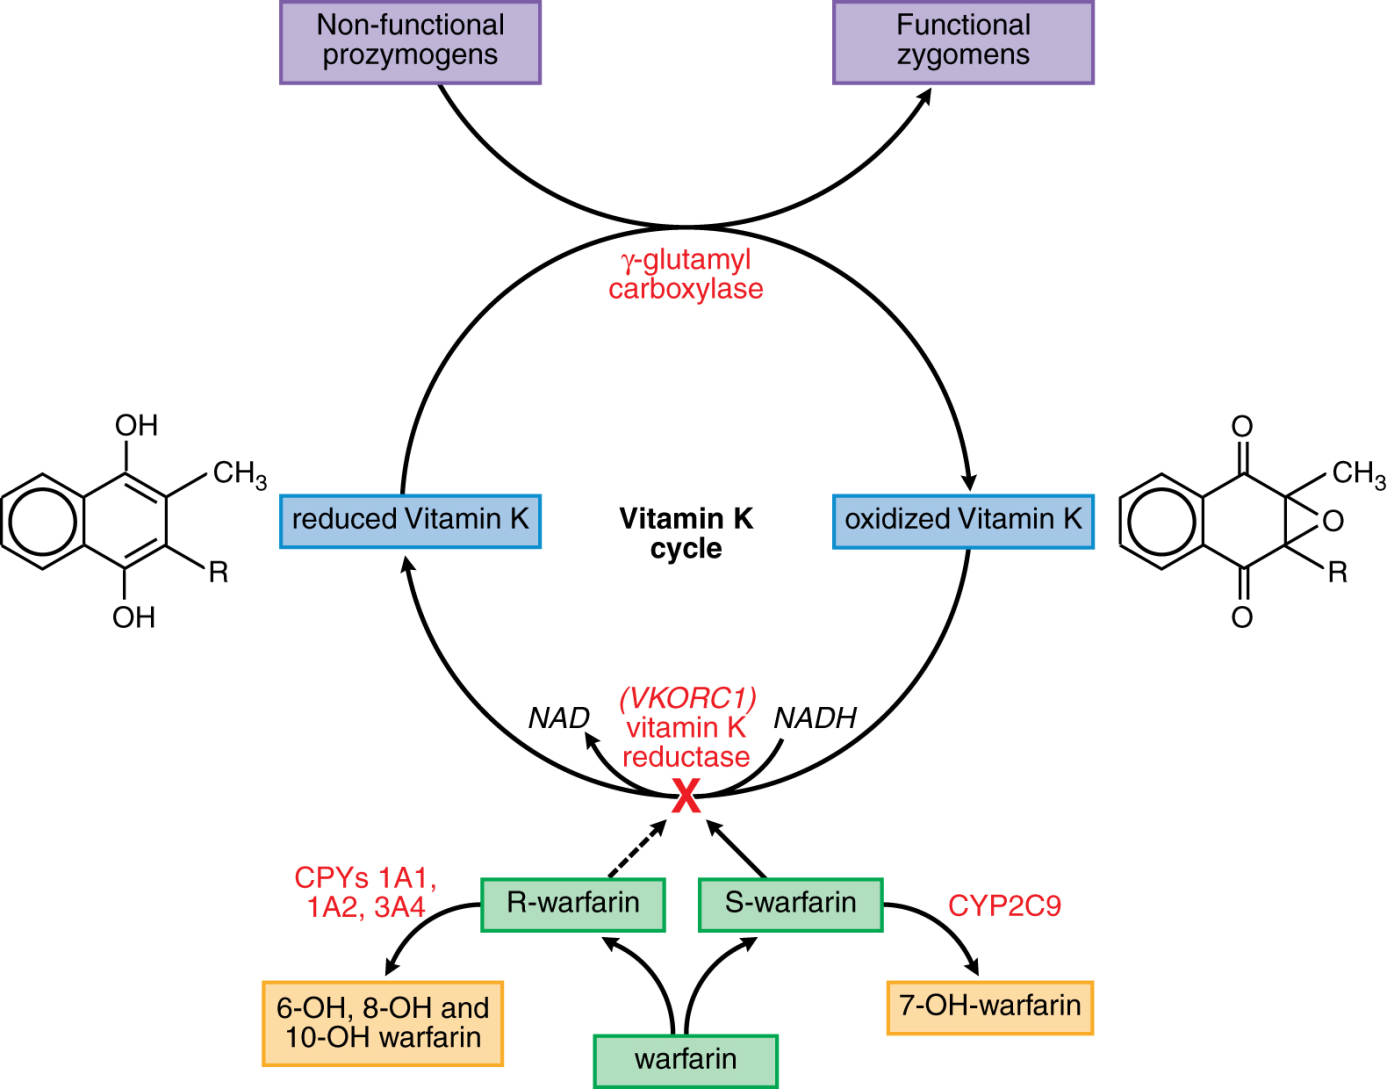 Non-functional
prozymogens
Functional
zygomens
γ-glutamyl
carboxylase
OH
CH3
R
OH
reduced Vitamin K
Vitamin K
cycle
oxidized Vitamin K
O
CH3
O
R
O
NAD
(VKORC1)
vitamin K
reductase
NADH
X
CPYs 1A1,
1A2, 3A4
R-warfarin
S-warfarin
CYP2C9
6-OH, 8-OH and
10-OH warfarin
7-OH-warfarin
warfarin